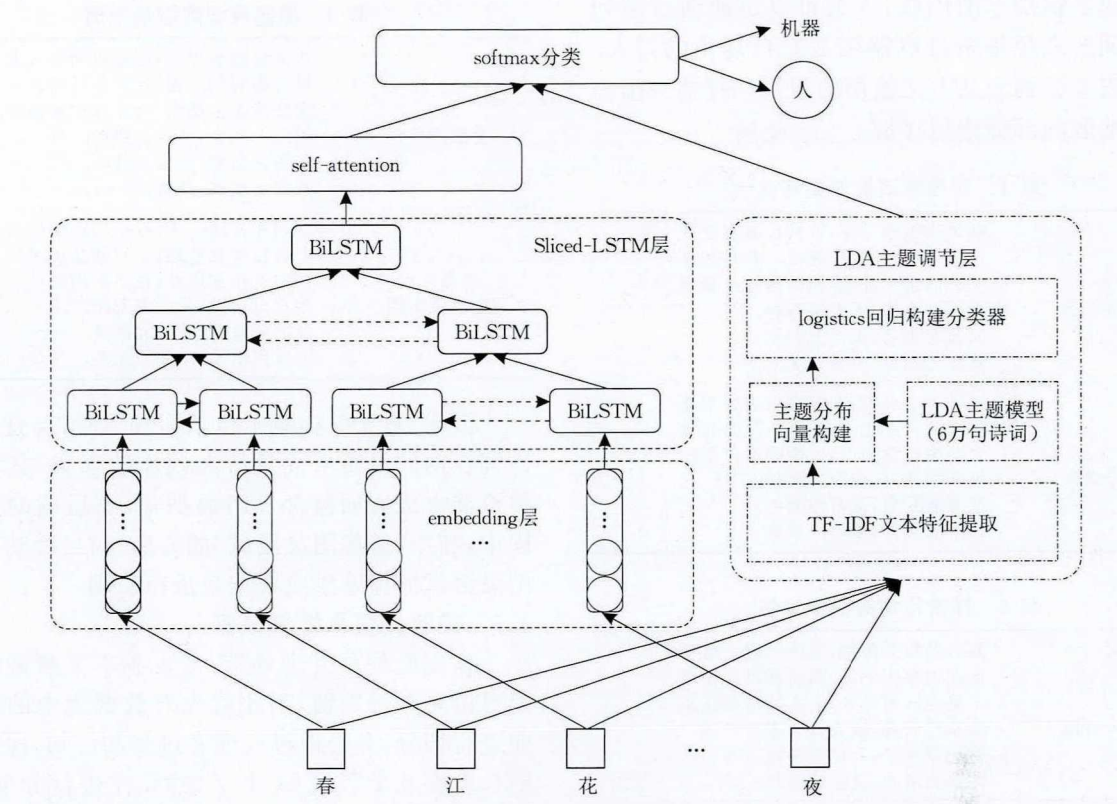 机器
softmax分类
人
self-attention
BiLSTM
Sliced-LSTM层
LDA主题调节层
BiLSTM
BiLSTM
logistics回归构建分类器
BiLSTM
BiLSTM
BiLSTM
BiLSTM
主题分布
向量构建
LDA主题模型
（6万句诗词）
embedding层
...
TF-IDF文本特征提取
...
春
江
花
夜